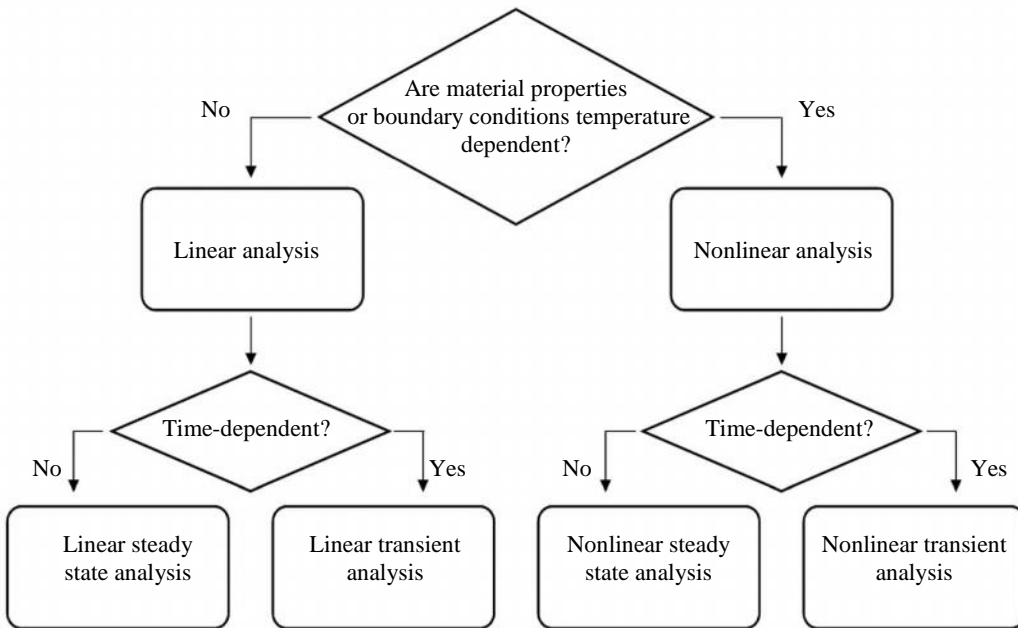 Are material properties
or boundary conditions temperature
dependent?
No
Yes
Linear analysis
Nonlinear analysis
Time-dependent?
Time-dependent?
No
Yes
No
Yes
Linear steady
state analysis
Linear transient
analysis
Nonlinear steady
state analysis
Nonlinear transient
analysis